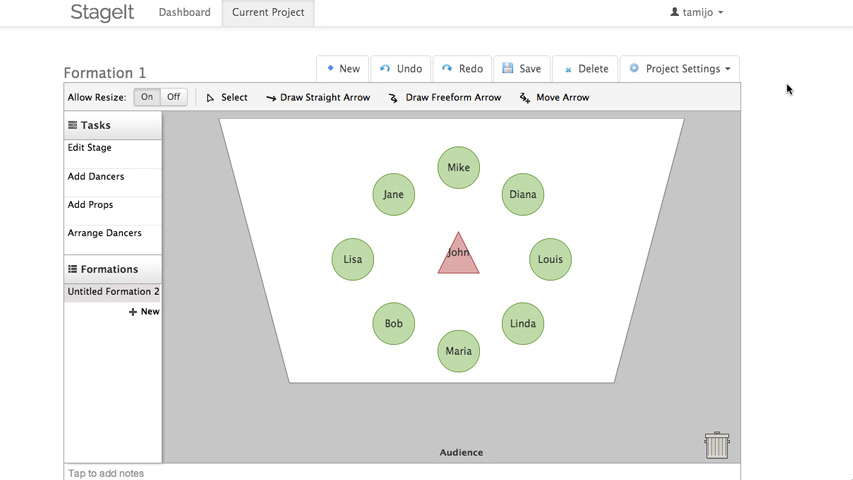 StageIt Dashboard Current Project tamijo
Formation 1 New Undo Redo Save Delete Project Settings
Allow Resize: On Off Select Draw Straight Arrow Draw Freeform Arrow Move Arrow
Tasks
Edit Stage
Add Dancers
Add Props
Arrange Dancers
Formations
Untitled Formation 2
New
Mike
Jane Diana
Lisa John Louis
Bob Linda
Maria
Audience
Tap to add notes